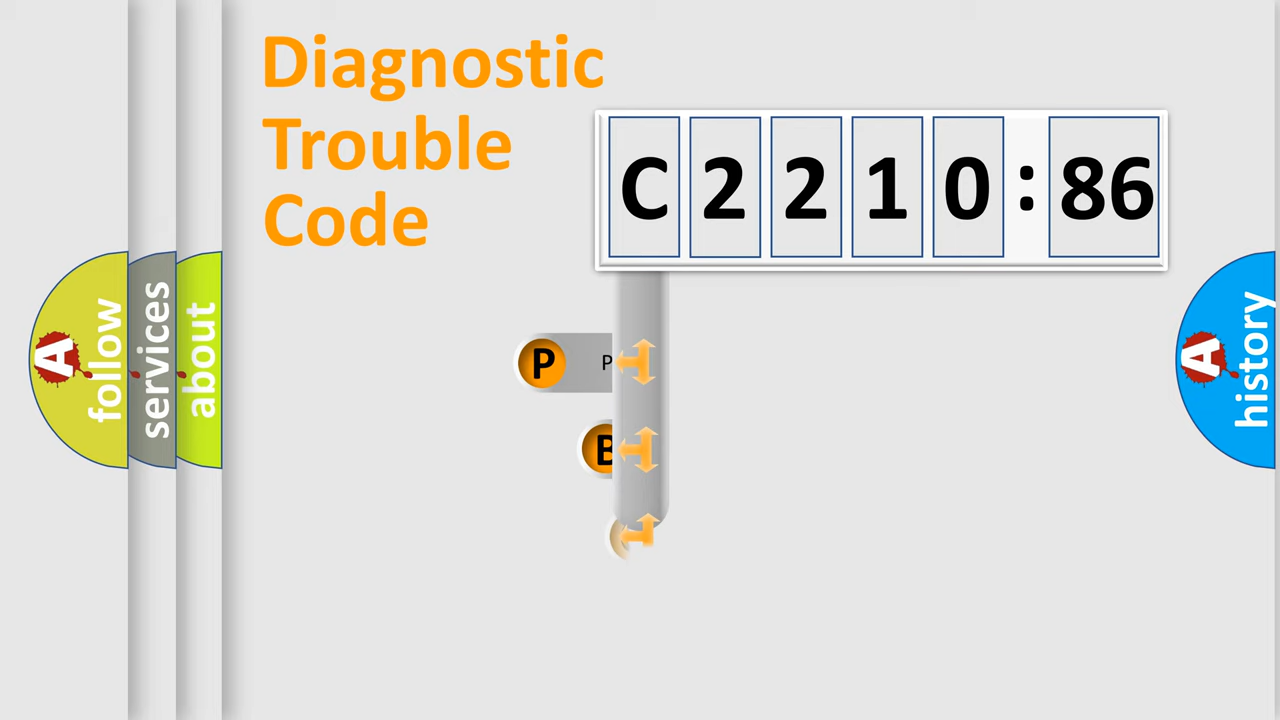 Diagnostic
Trouble
Code
C 2 2 1 0 : 86
P P
B
A follow
services
about
A history